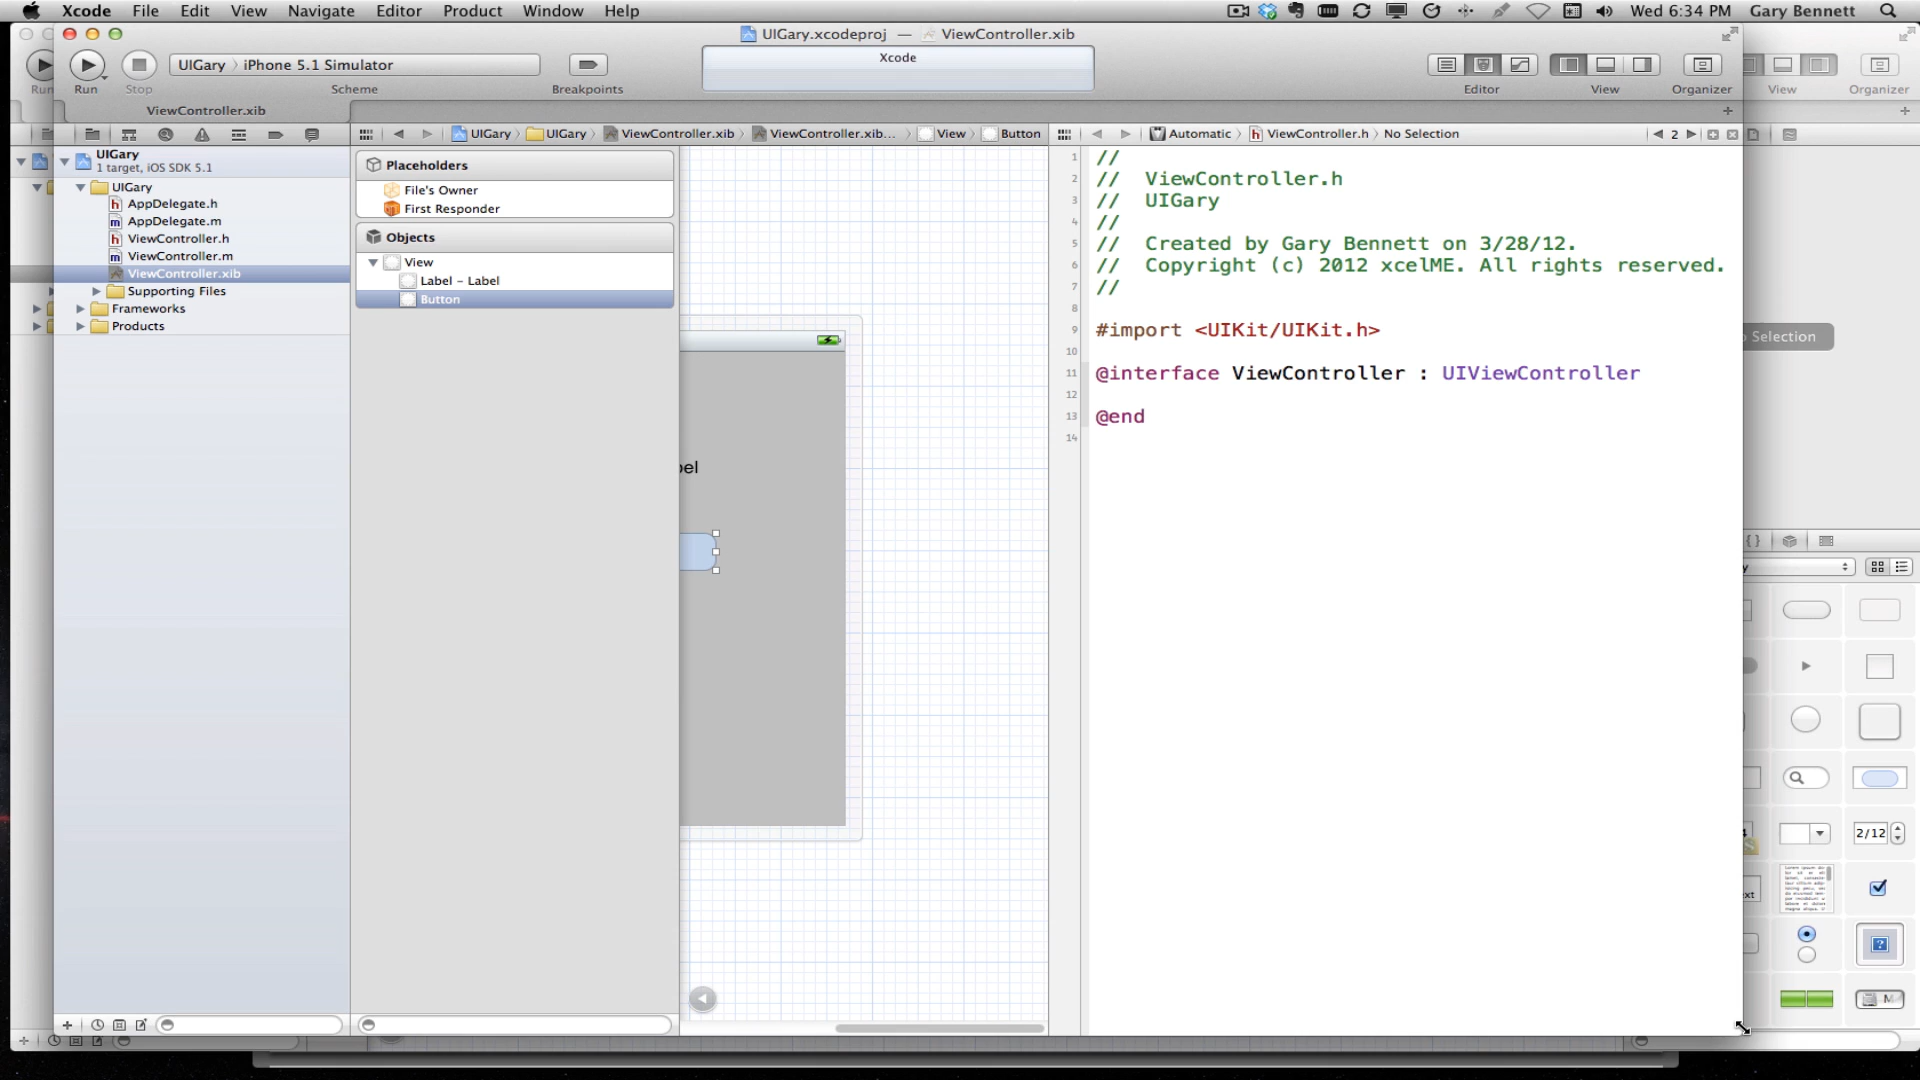 Xcode File Edit View Navigate Editor Product Window Help Wed 6:34 PM Gary Bennett
UIGary.xcodeproj — ViewController.xib
UIGary iPhone 5.1 Simulator
Xcode
Run
Run Stop Scheme Breakpoints Editor View Organizer View Organizer
ViewController.xib
UIGary UIGary ViewController.xib ViewController.xib... View Button
Automatic ViewController.h No Selection 2
UIGary
1 target, iOS SDK 5.1
UIGary
AppDelegate.h
AppDelegate.m
ViewController.h
ViewController.m
ViewController.xib
Supporting Files
Frameworks
Products
Placeholders
File's Owner
First Responder
Objects
View
Label – Label
Button
bel
1 //
2 // ViewController.h
3 // UIGary
4 //
5 // Created by Gary Bennett on 3/28/12.
6 // Copyright (c) 2012 xcelME. All rights reserved.
7 //
8
9 #import <UIKit/UIKit.h>
10
11 @interface ViewController : UIViewController
12
13 @end
14
Selection
{}
y
2/12
ext
M